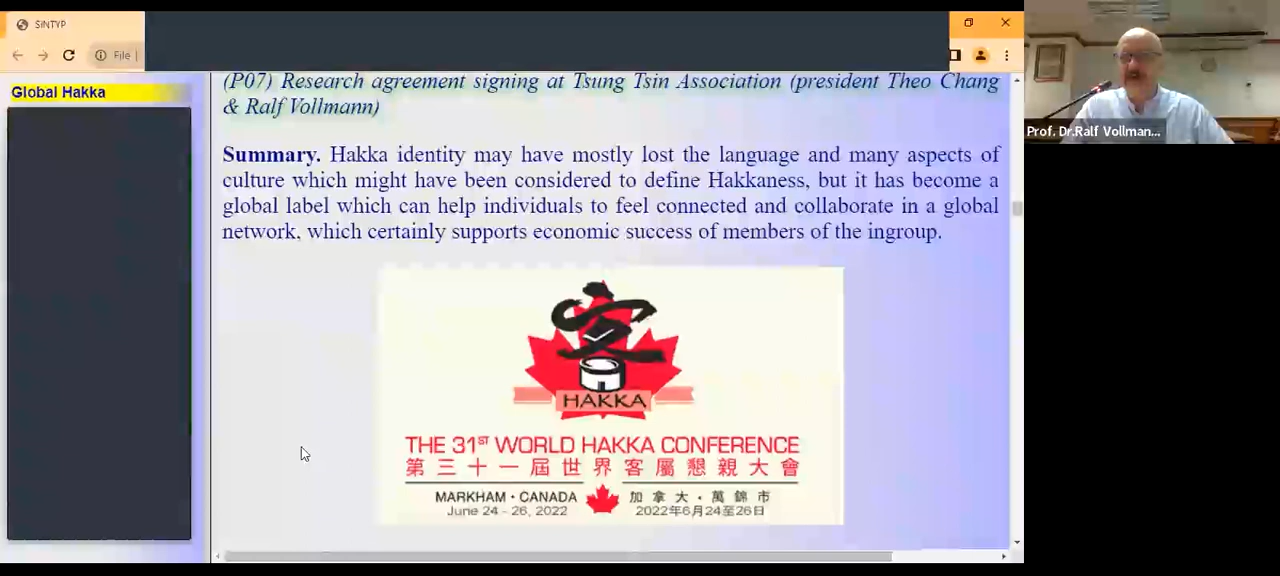 SiNTYP
File
Global Hakka
(P07) Research agreement signing at Tsung Tsin Association (president Theo Chang
& Ralf Vollmann)
Summary. Hakka identity may have mostly lost the language and many aspects of
culture which might have been considered to define Hakkaness, but it has become a
global label which can help individuals to feel connected and collaborate in a global
network, which certainly supports economic success of members of the ingroup.
客
HAKKA
THE 31ST WORLD HAKKA CONFERENCE
第三十一屆世界客屬懇親大會
MARKHAM • CANADA
June 24 - 26, 2022
加拿大 • 萬錦市
2022年6月24至26日
Prof. Dr.Ralf Vollman...